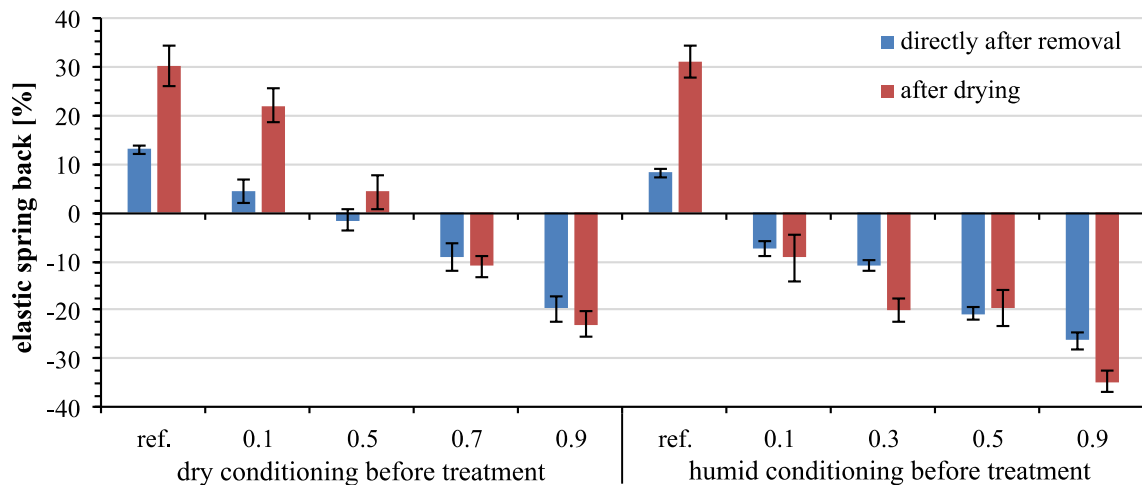 elastic spring back [%]
40
30
20
10
0
-10
-20
-30
-40
directly after removal
after drying
ref. 0.1 0.5 0.7 0.9 ref. 0.1 0.3 0.5 0.9
dry conditioning before treatment humid conditioning before treatment